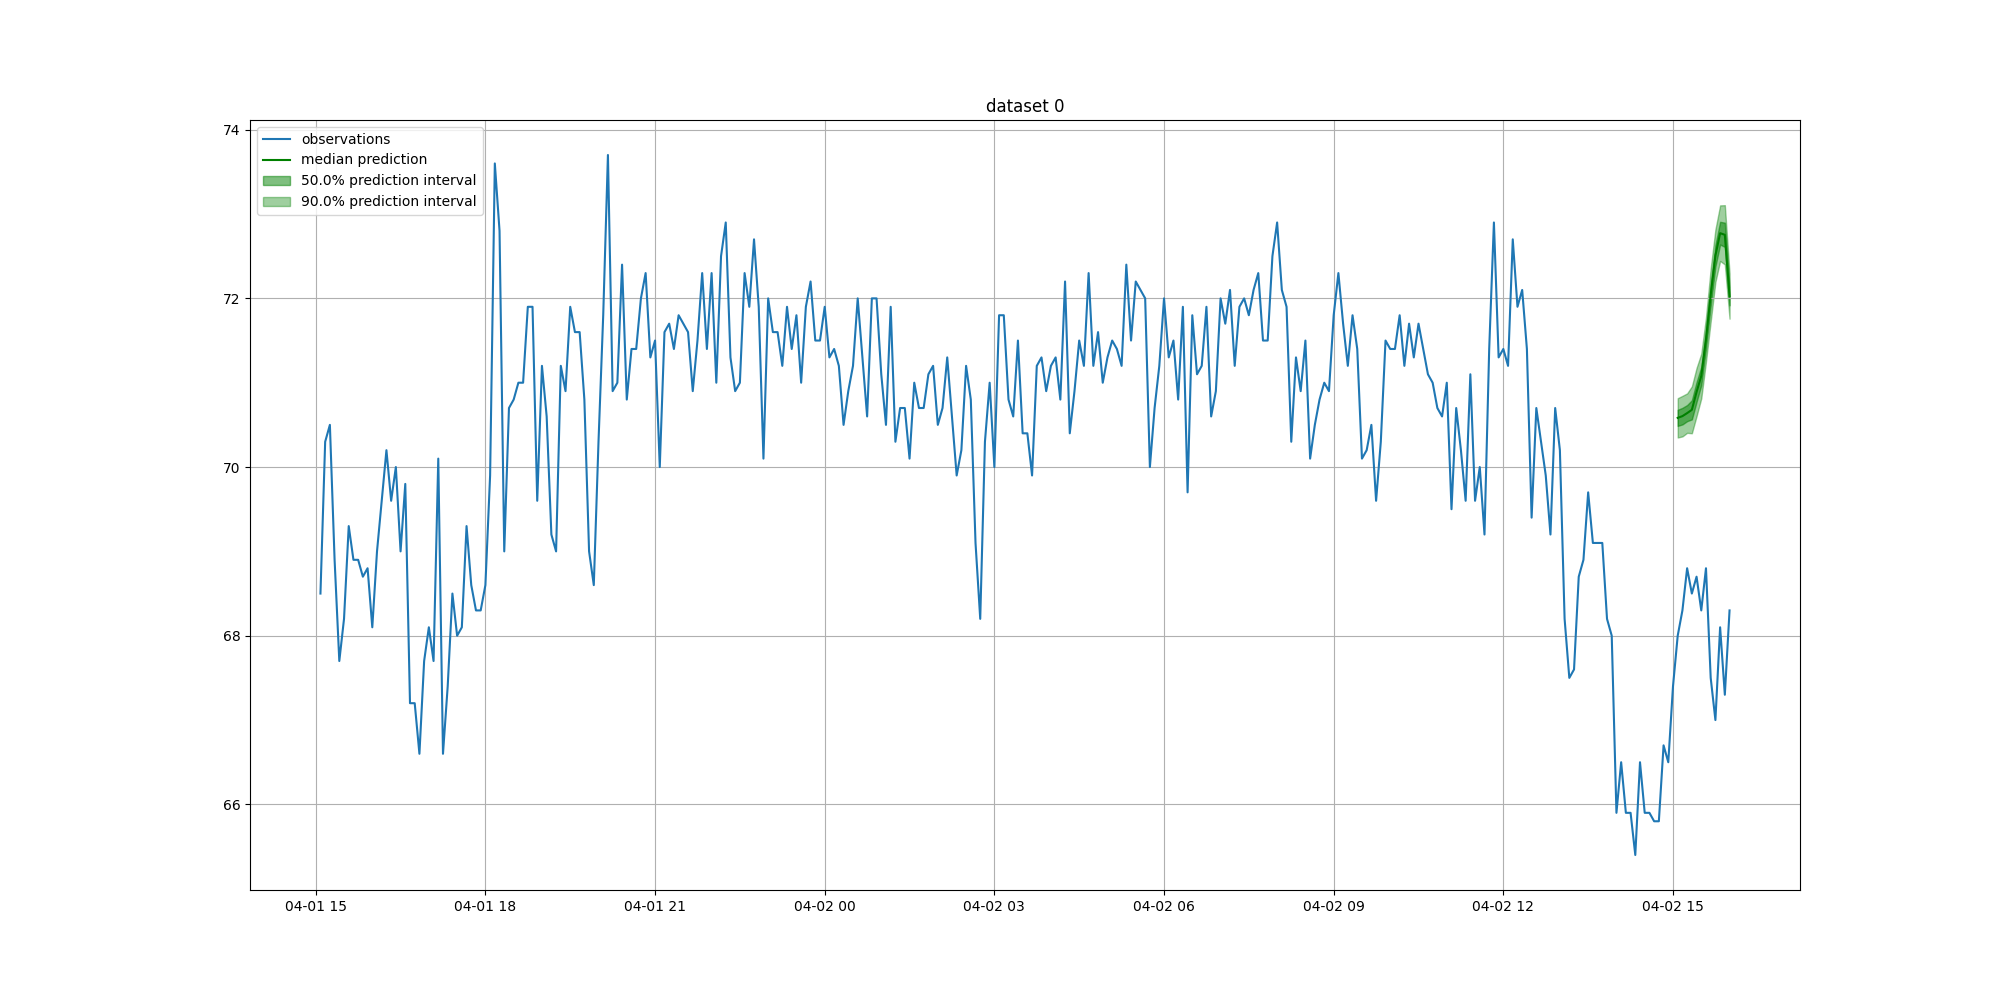 dataset 0
observations
median prediction
50.0% prediction interval
90.0% prediction interval
74
72
70
68
66
04-01 15
04-01 18
04-01 21
04-02 00
04-02 03
04-02 06
04-02 09
04-02 12
04-02 15